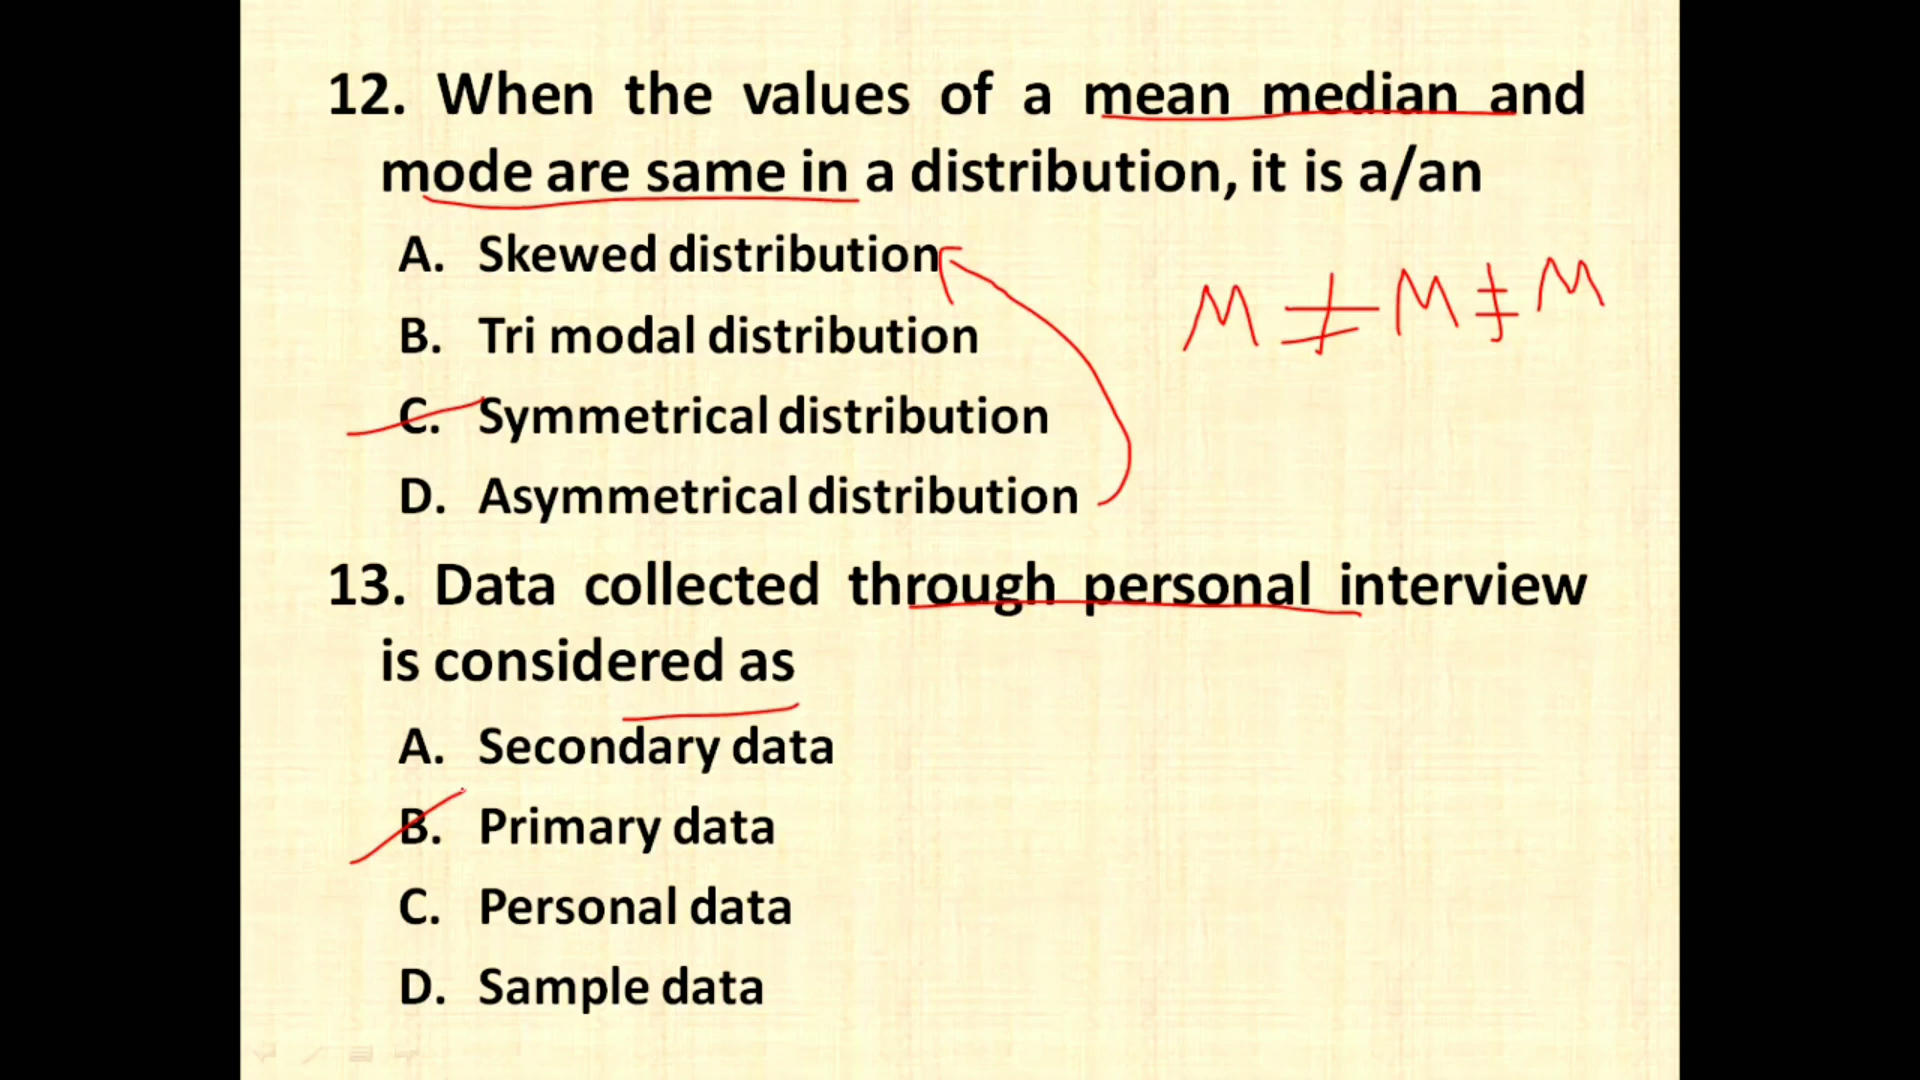 12. When the values of a mean median and
mode are same in a distribution, it is a/an
A. Skewed distribution
B. Tri modal distribution
M ≠ M ≠ M
C. Symmetrical distribution
D. Asymmetrical distribution
13. Data collected through personal interview
is considered as
A. Secondary data
B. Primary data
C. Personal data
D. Sample data